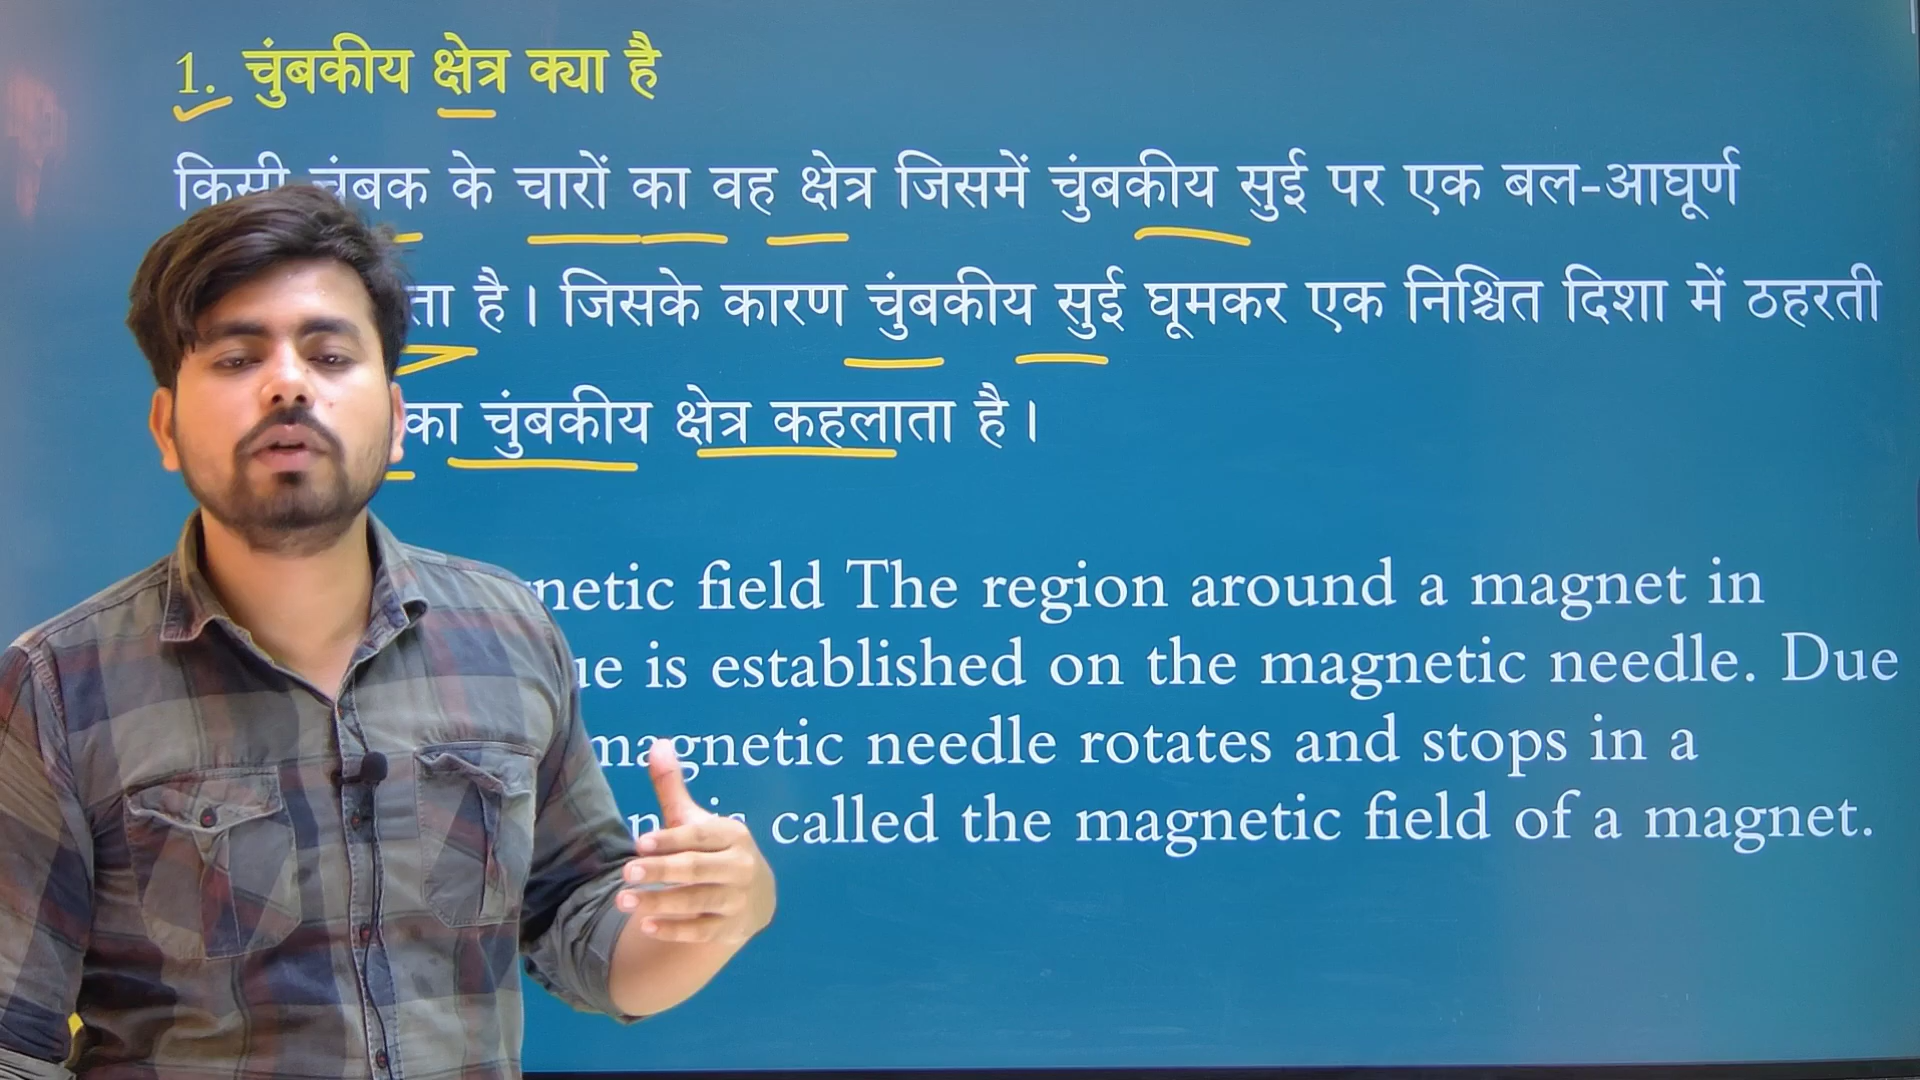 1. चुंबकीय क्षेत्र क्या है
किसी चुंबक के चारों का वह क्षेत्र जिसमें चुंबकीय सुई पर एक बल-आघूर्ण
है। जिसके कारण चुंबकीय सुई घूमकर एक निश्चित दिशा में ठहरती
का चुंबकीय क्षेत्र कहलाता है।
field The region around a magnet in
is established on the magnetic needle. Due
magnetic needle rotates and stops in a
called the magnetic field of a magnet.